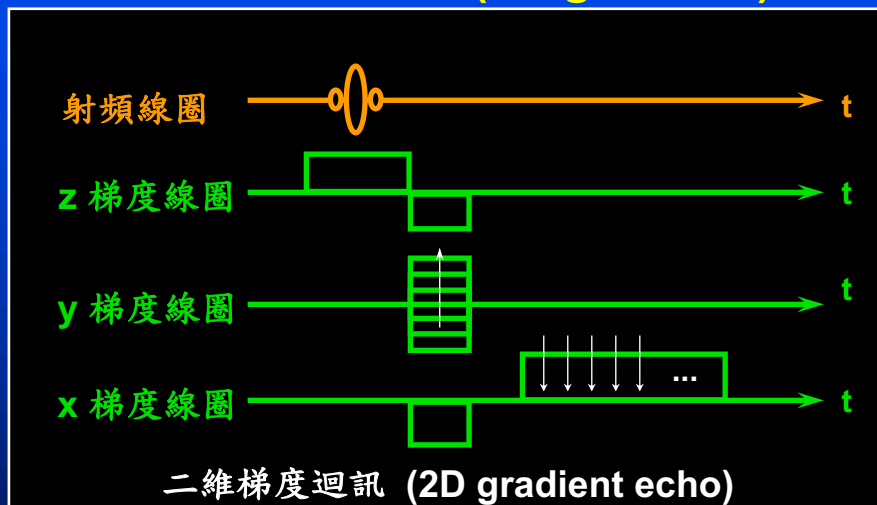 射頻線圈 t
z 梯度線圈 t
y 梯度線圈 t
x 梯度線圈 ... t
二維梯度迴訊 (2D gradient echo)